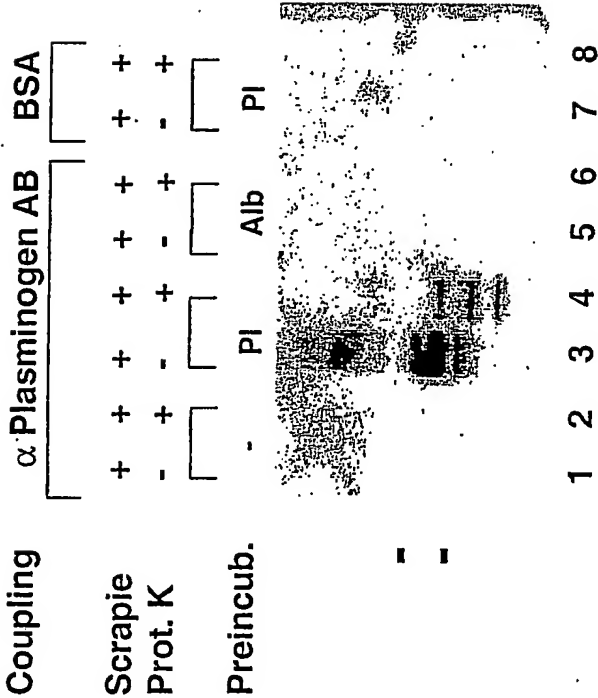 Coupling α Plasminogen AB BSA
Scrapie + + + + + + + +
Prot. K - + - + - + - +
Preincub. - Pl Alb Pl
1 2 3 4 5 6 7 8